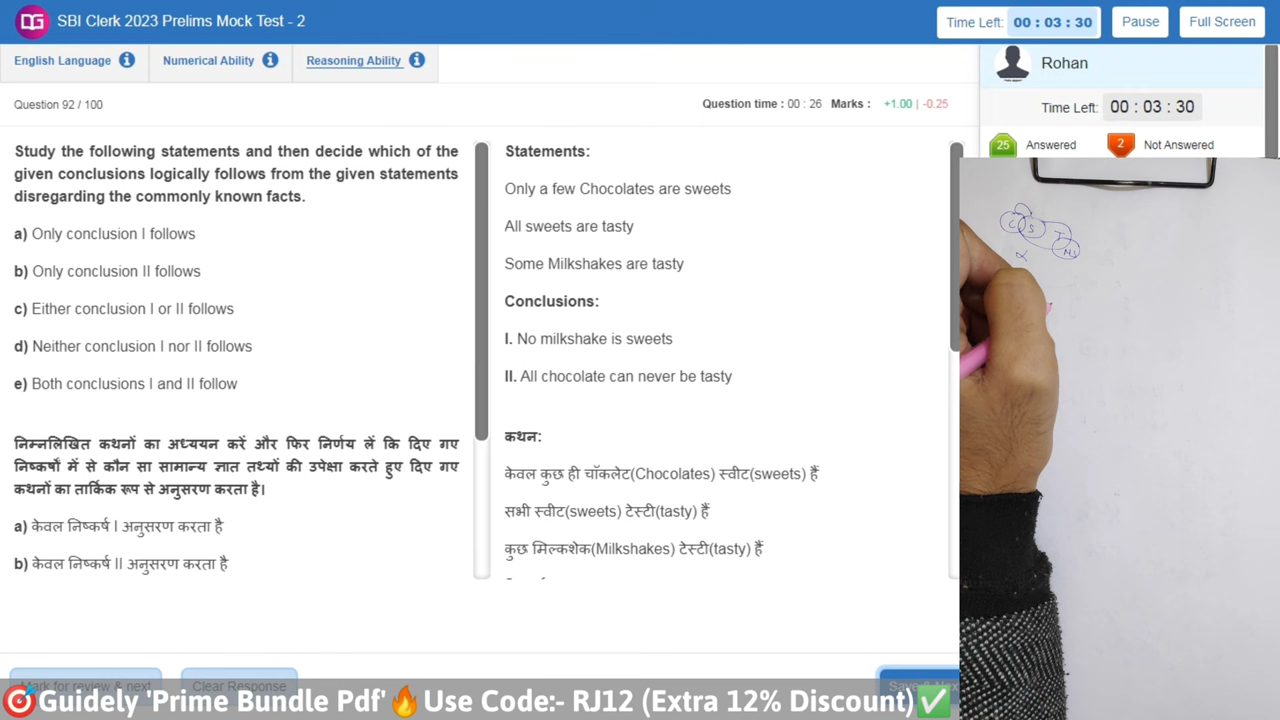 SBI Clerk 2023 Prelims Mock Test - 2
Time Left: 00 : 03 : 30
Pause
Full Screen
English Language
Numerical Ability
Reasoning Ability
Rohan
Question 92 / 100
Question time : 00 : 26 Marks : +1.00 | -0.25
Time Left: 00 : 03 : 30
25 Answered
2 Not Answered
Study the following statements and then decide which of the
given conclusions logically follows from the given statements
disregarding the commonly known facts.
a) Only conclusion I follows
b) Only conclusion II follows
c) Either conclusion I or II follows
d) Neither conclusion I nor II follows
e) Both conclusions I and II follow
निम्नलिखित कथनों का अध्ययन करें और फिर निर्णय लें कि दिए गए
निष्कर्षों में से कौन सा सामान्य ज्ञात तथ्यों की उपेक्षा करते हुए दिए गए
कथनों का तार्किक रूप से अनुसरण करता है।
a) केवल निष्कर्ष I अनुसरण करता है
b) केवल निष्कर्ष II अनुसरण करता है
Statements:
Only a few Chocolates are sweets
All sweets are tasty
Some Milkshakes are tasty
Conclusions:
I. No milkshake is sweets
II. All chocolate can never be tasty
कथन:
केवल कुछ ही चॉकलेट(Chocolates) स्वीट(sweets) हैं
सभी स्वीट(sweets) टेस्टी(tasty) हैं
कुछ मिल्कशेक(Milkshakes) टेस्टी(tasty) हैं
C S T
Mark for review & next
Clear Response
Guidely 'Prime Bundle Pdf' Use Code:- RJ12 (Extra 12% Discount)